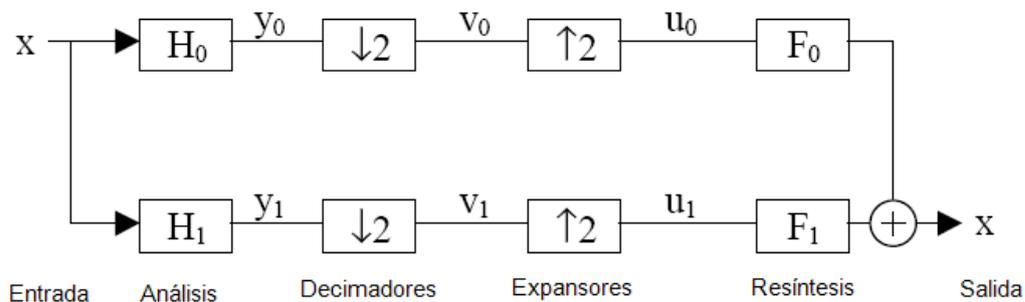 x H₀ y₀ ↓2 v₀ ↑2 u₀ F₀
H₁ y₁ ↓2 v₁ ↑2 u₁ F₁ + x
Entrada Análisis Decimadores Expansores Resíntesis Salida